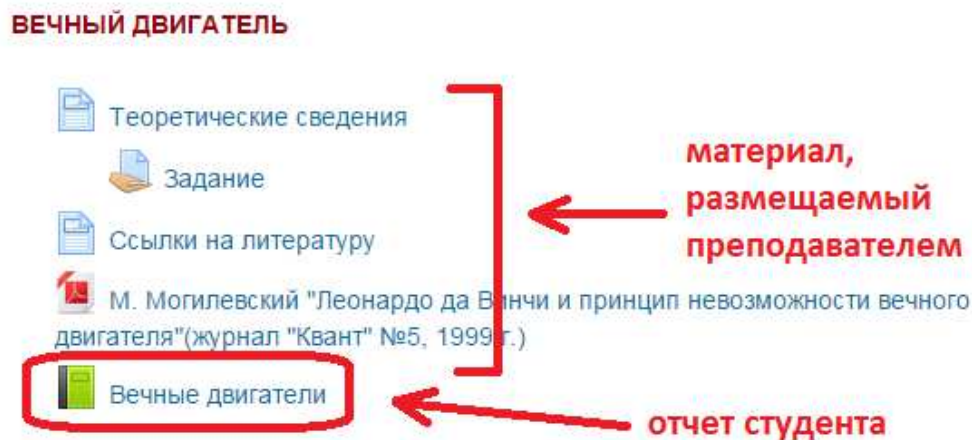 ВЕЧНЫЙ ДВИГАТЕЛЬ
Теоретические сведения
Задание
Ссылки на литературу
М. Могилевский "Леонардо да Винчи и принцип невозможности вечного
двигателя"(журнал "Квант" №5, 1999 г.)
Вечные двигатели
материал,
размещаемый
преподавателем
отчет студента